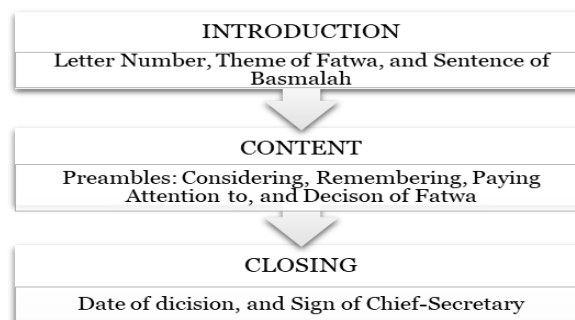 INTRODUCTION
Letter Number, Theme of Fatwa, and Sentence of
Basmalah
CONTENT
Preambles: Considering, Remembering, Paying
Attention to, and Decison of Fatwa
CLOSING
Date of dicision, and Sign of Chief-Secretary